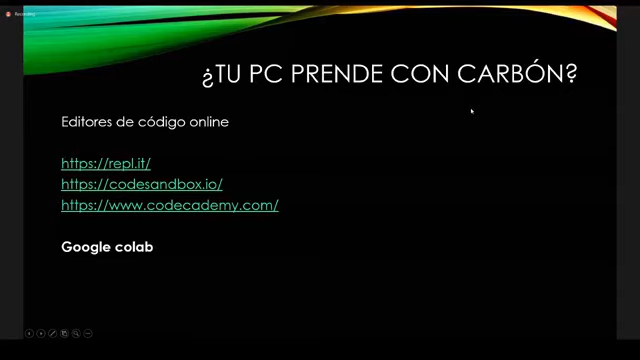 Recording
¿TU PC PRENDE CON CARBÓN?
Editores de código online
https://repl.it/
https://codesandbox.io/
https://www.codecademy.com/
Google colab